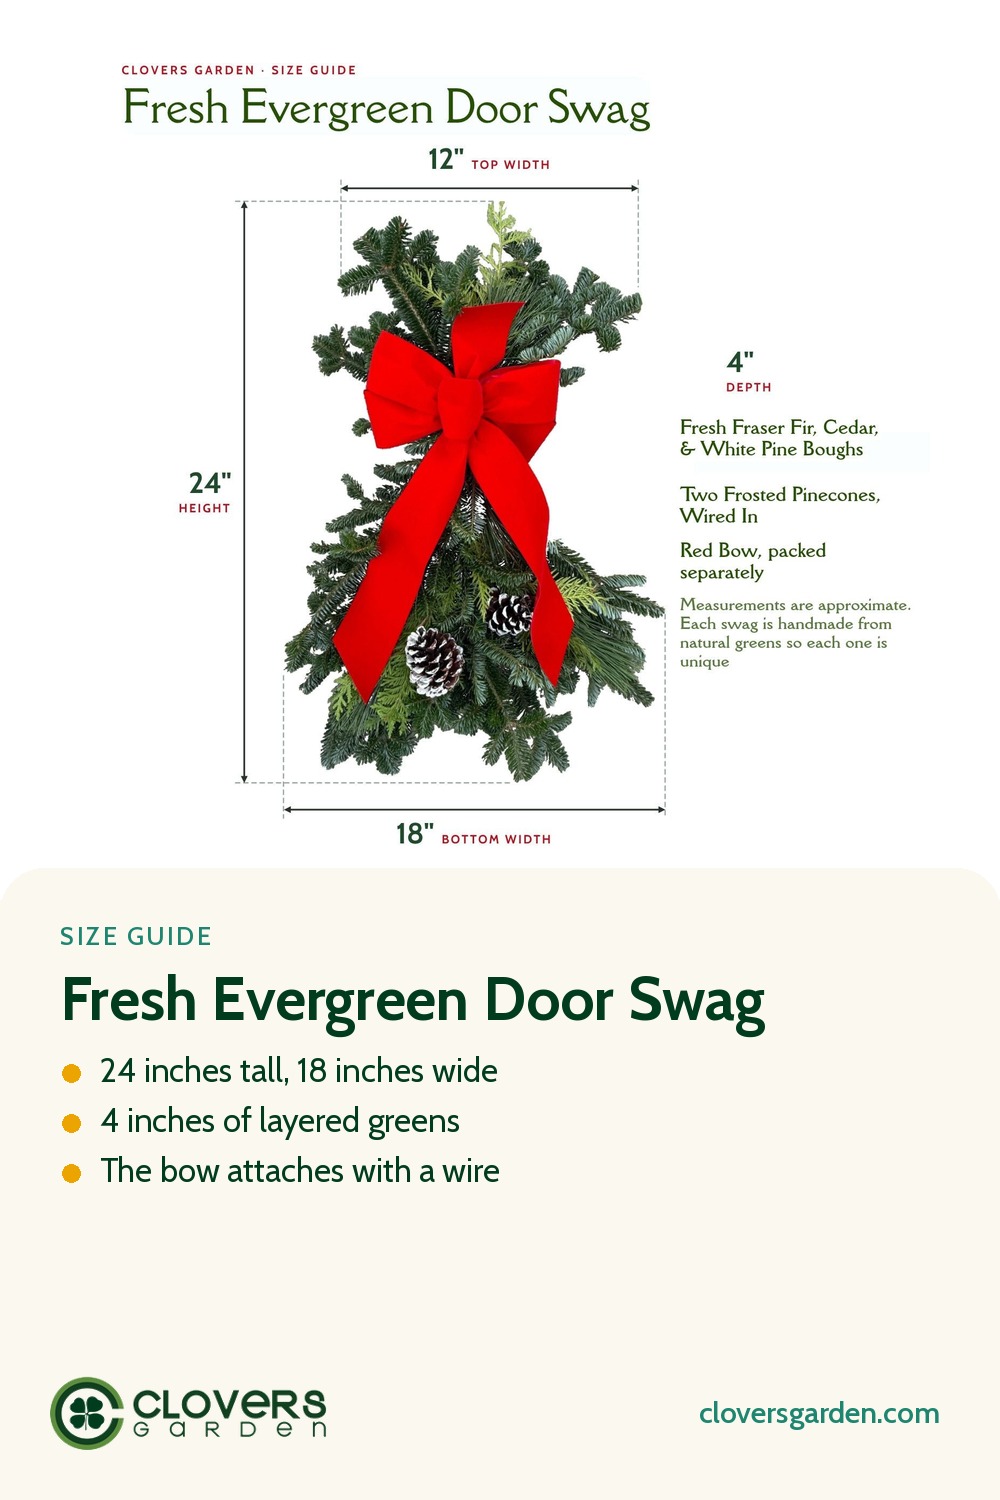 CLOVERS GARDEN · SIZE GUIDE
Fresh Evergreen Door Swag
12" TOP WIDTH
24"
HEIGHT
4"
DEPTH
Fresh Fraser Fir, Cedar,
& White Pine Boughs
Two Frosted Pinecones,
Wired In
Red Bow, packed
separately
Measurements are approximate.
Each swag is handmade from
natural greens so each one is
unique
18" BOTTOM WIDTH
SIZE GUIDE
Fresh Evergreen Door Swag
24 inches tall, 18 inches wide
4 inches of layered greens
The bow attaches with a wire
CLOVERS
GARDEN
cloversgarden.com